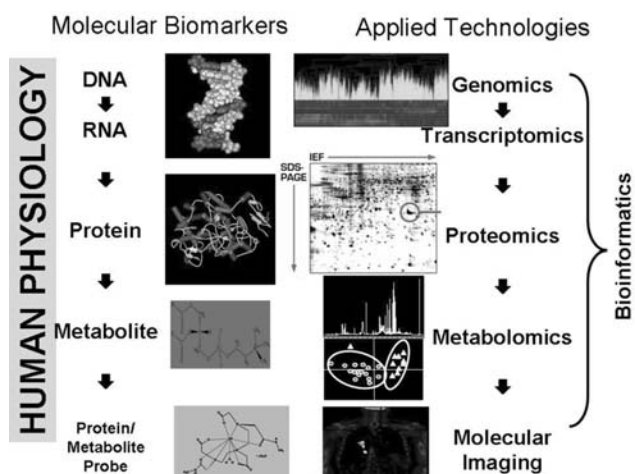 Molecular Biomarkers
Applied Technologies
HUMAN PHYSIOLOGY
DNA
RNA
Protein
Metabolite
Protein/
Metabolite
Probe
IEF
SDS-
PAGE
Genomics
Transcriptomics
Proteomics
Metabolomics
Molecular
Imaging
Bioinformatics